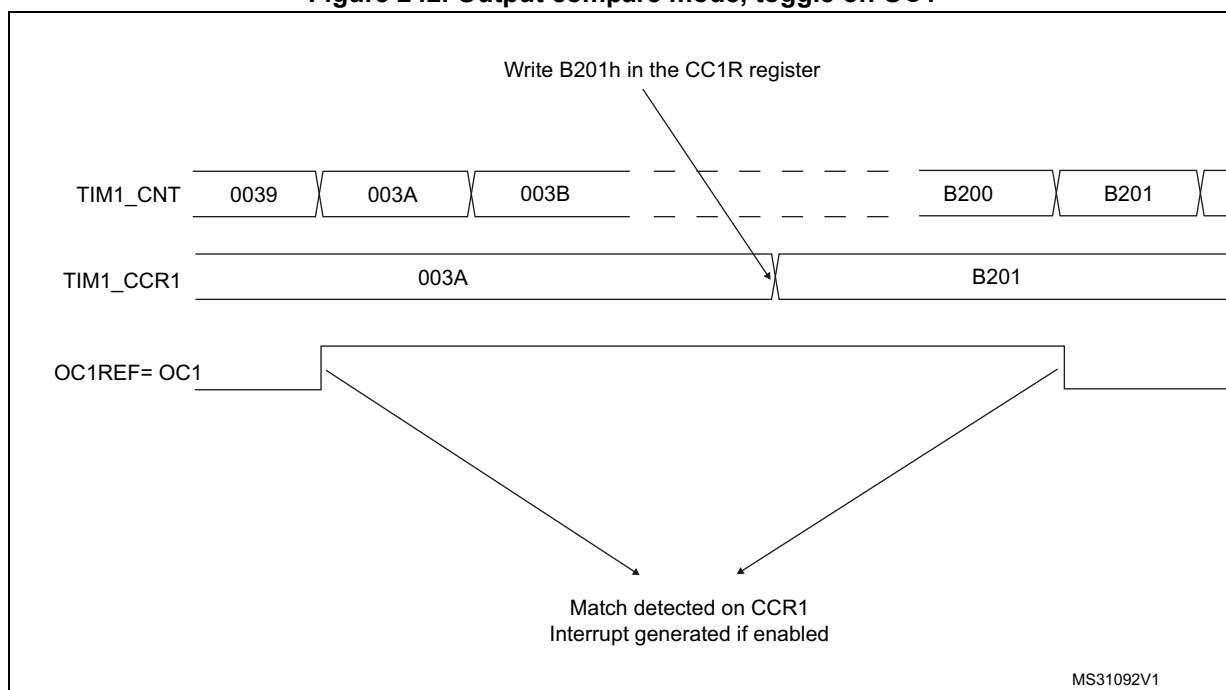 Write B201h in the CC1R register
TIM1_CNT 0039 003A 003B B200 B201
TIM1_CCR1 003A B201
OC1REF= OC1
Match detected on CCR1
Interrupt generated if enabled
MS31092V1